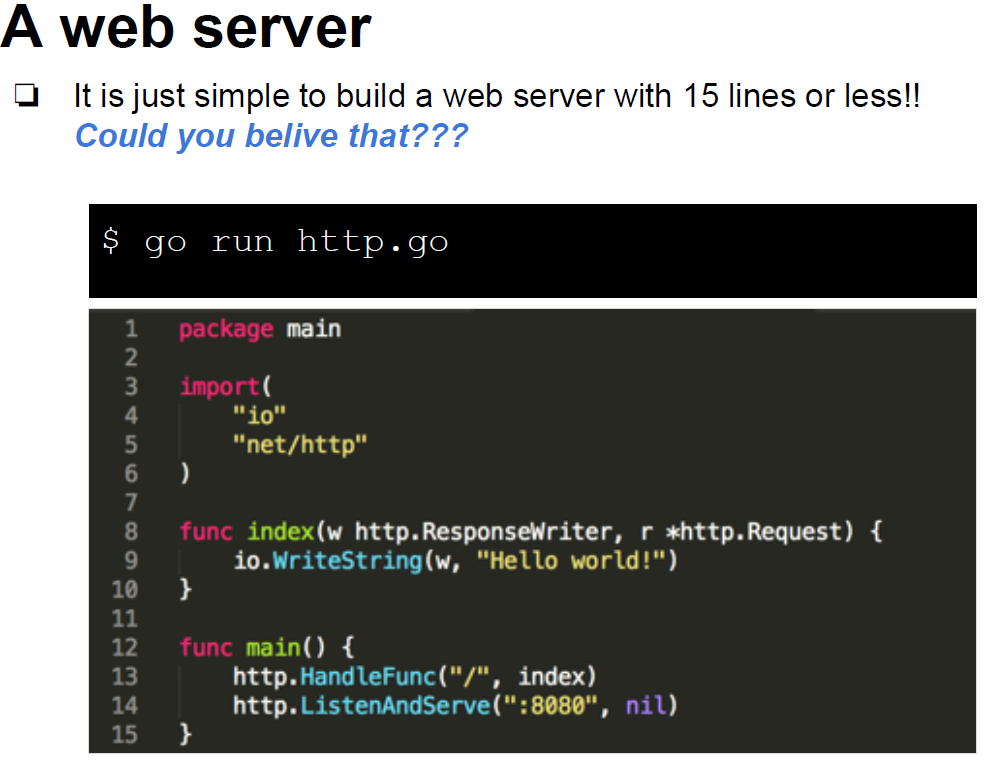 A web server
❏ It is just simple to build a web server with 15 lines or less!!
Could you belive that???
$ go run http.go
1 package main
2
3 import(
4     "io"
5     "net/http"
6 )
7
8 func index(w http.ResponseWriter, r *http.Request) {
9     io.WriteString(w, "Hello world!")
10 }
11
12 func main() {
13     http.HandleFunc("/", index)
14     http.ListenAndServe(":8080", nil)
15 }